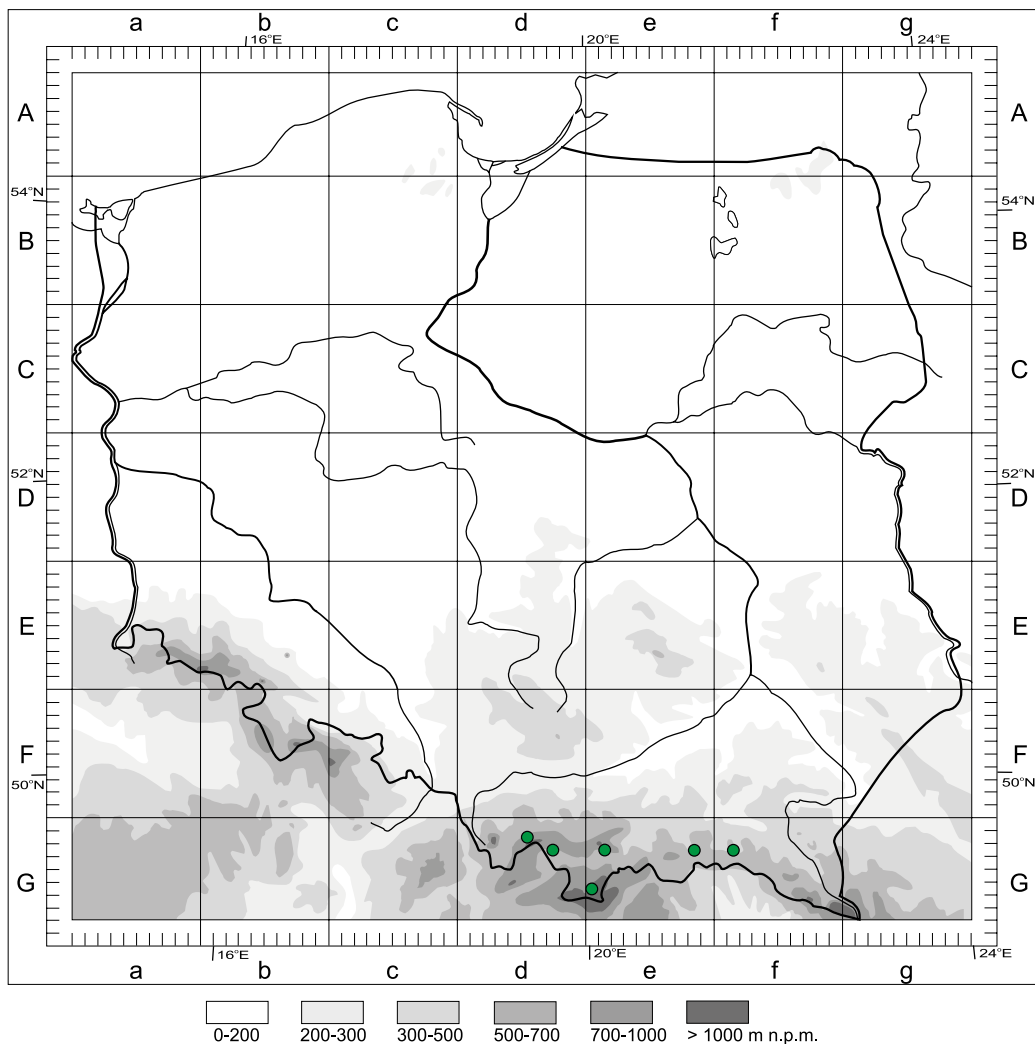 a b c d e f g
16°E 20°E 24°E
A A
54°N 54°N
B B
C C
52°N 52°N
D D
E E
F F
50°N 50°N
G G
16°E 20°E 24°E
a b c d e f g
0-200 200-300 300-500 500-700 700-1000 > 1000 m n.p.m.